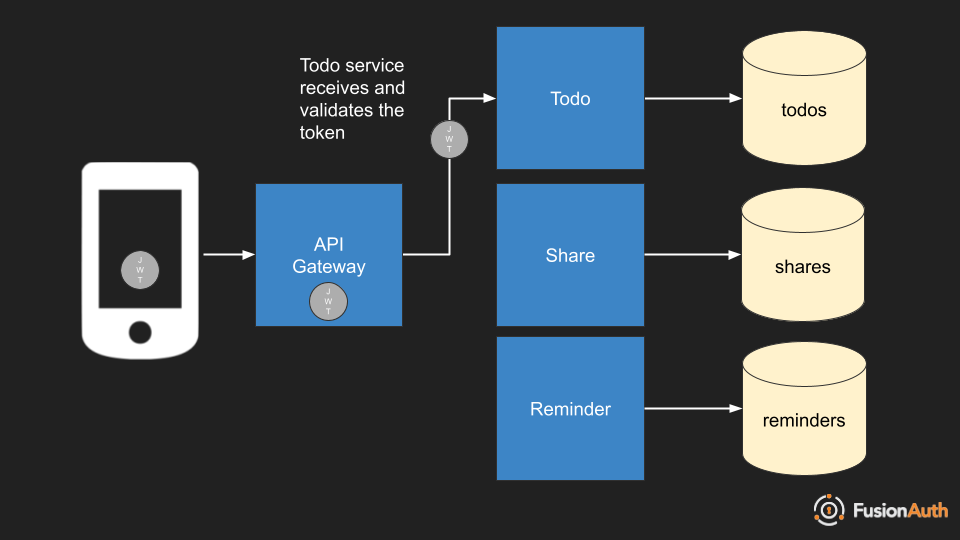 Todo service
receives and
validates the
token
J
W
T
Todo
todos
J
W
T
API
Gateway
J
W
T
Share
shares
Reminder
reminders
FusionAuth